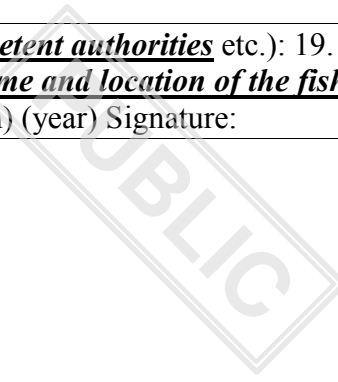 etent authorities etc.): 19.
me and location of the fish
) (year) Signature:
PUBLIC